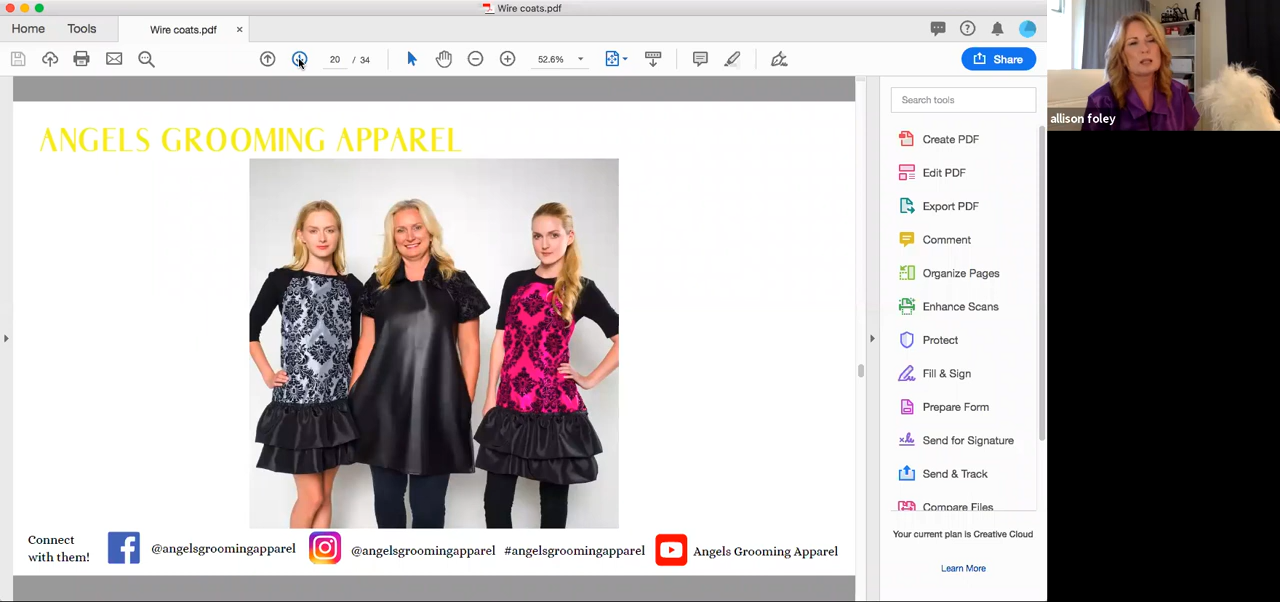 Wire coats.pdf
Home
Tools
Wire coats.pdf
20 / 34
52.6%
Share
Search tools
Create PDF
Edit PDF
Export PDF
Comment
Organize Pages
Enhance Scans
Protect
Fill & Sign
Prepare Form
Send for Signature
Send & Track
Compare Files
Your current plan is Creative Cloud
Learn More
allison foley
ANGELS GROOMING APPAREL
Connect
with them!
@angelsgroomingapparel
@angelsgroomingapparel #angelsgroomingapparel
Angels Grooming Apparel